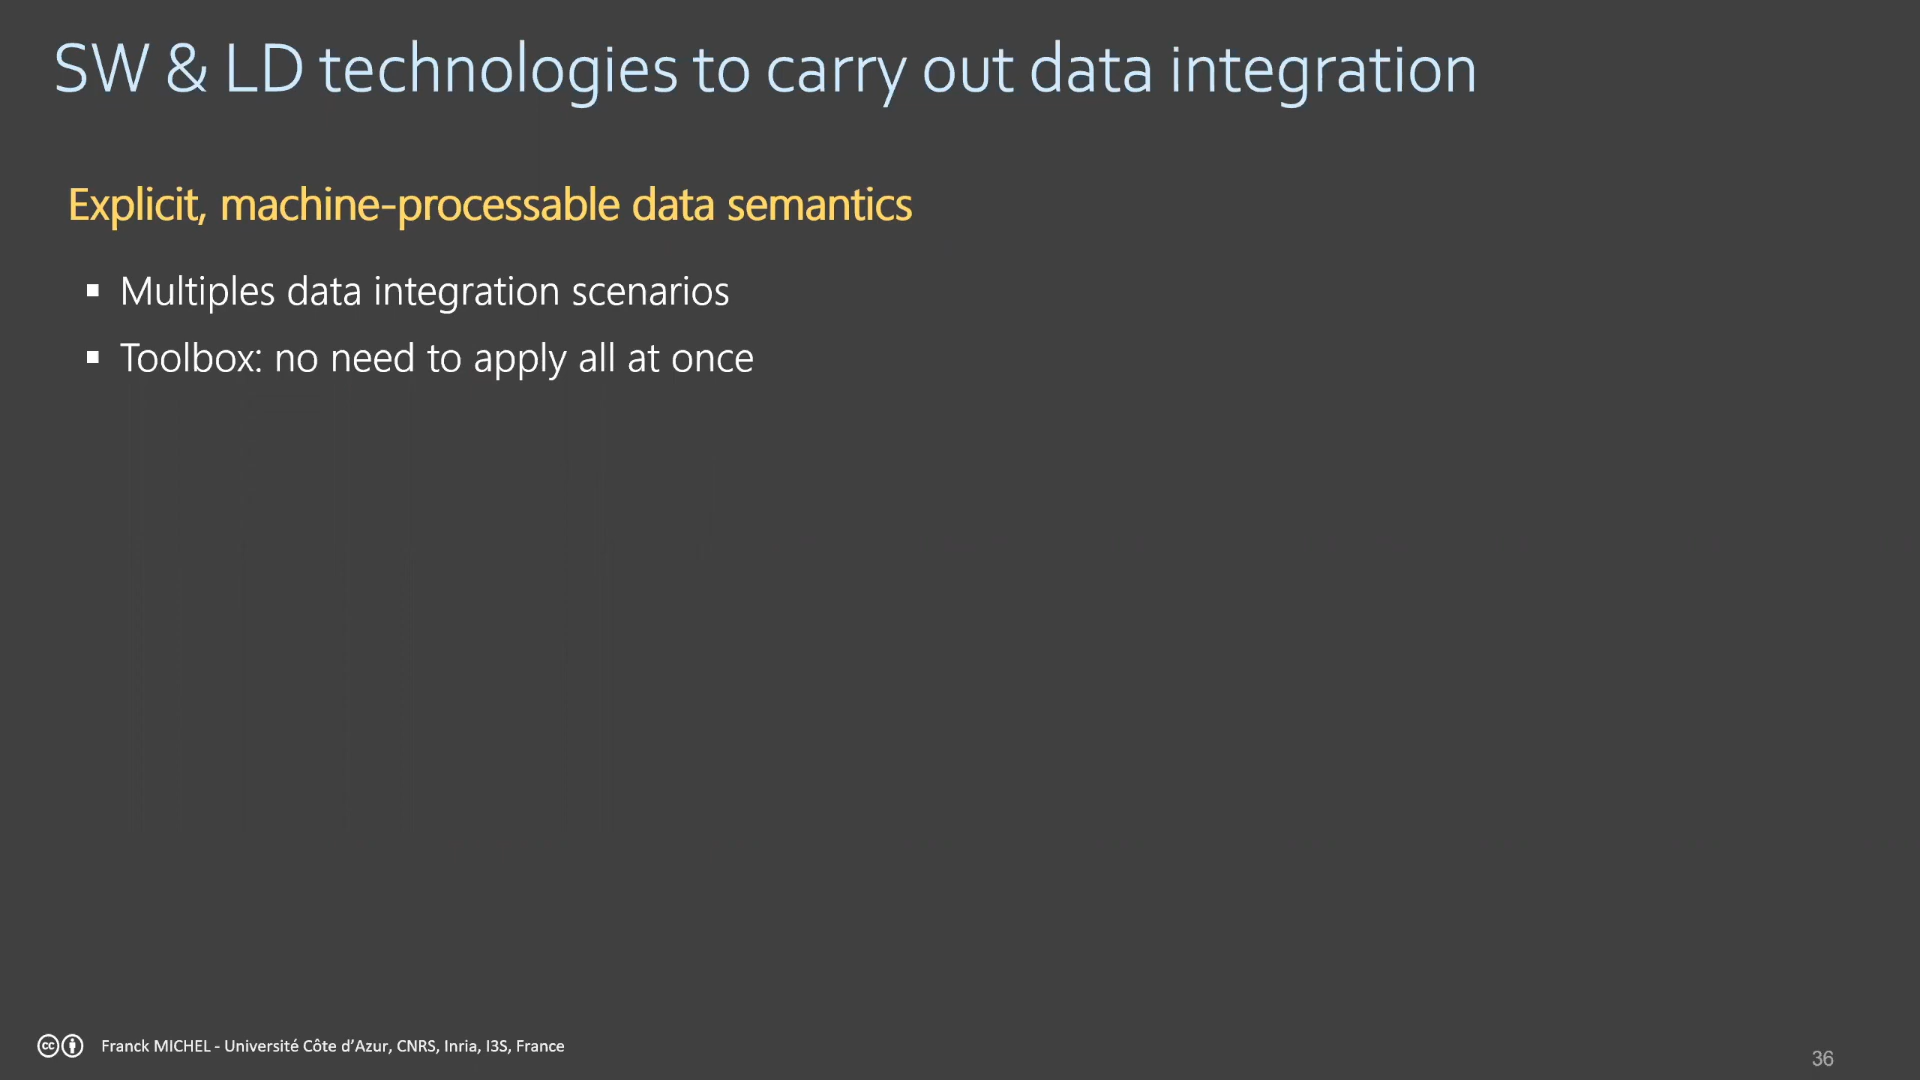 SW & LD technologies to carry out data integration
Explicit, machine-processable data semantics
▪ Multiples data integration scenarios
▪ Toolbox: no need to apply all at once
Franck MICHEL - Université Côte d'Azur, CNRS, Inria, I3S, France
36